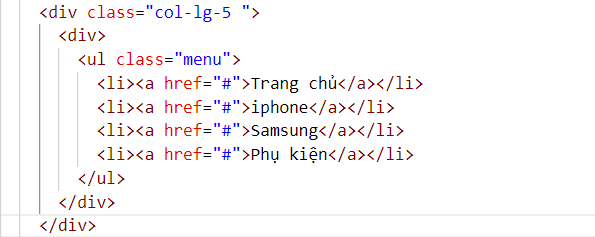 <div class="col-lg-5 ">
<div>
<ul class="menu">
<li><a href="#">Trang chủ</a></li>
<li><a href="#">iphone</a></li>
<li><a href="#">Samsung</a></li>
<li><a href="#">Phụ kiện</a></li>
</ul>
</div>
</div>